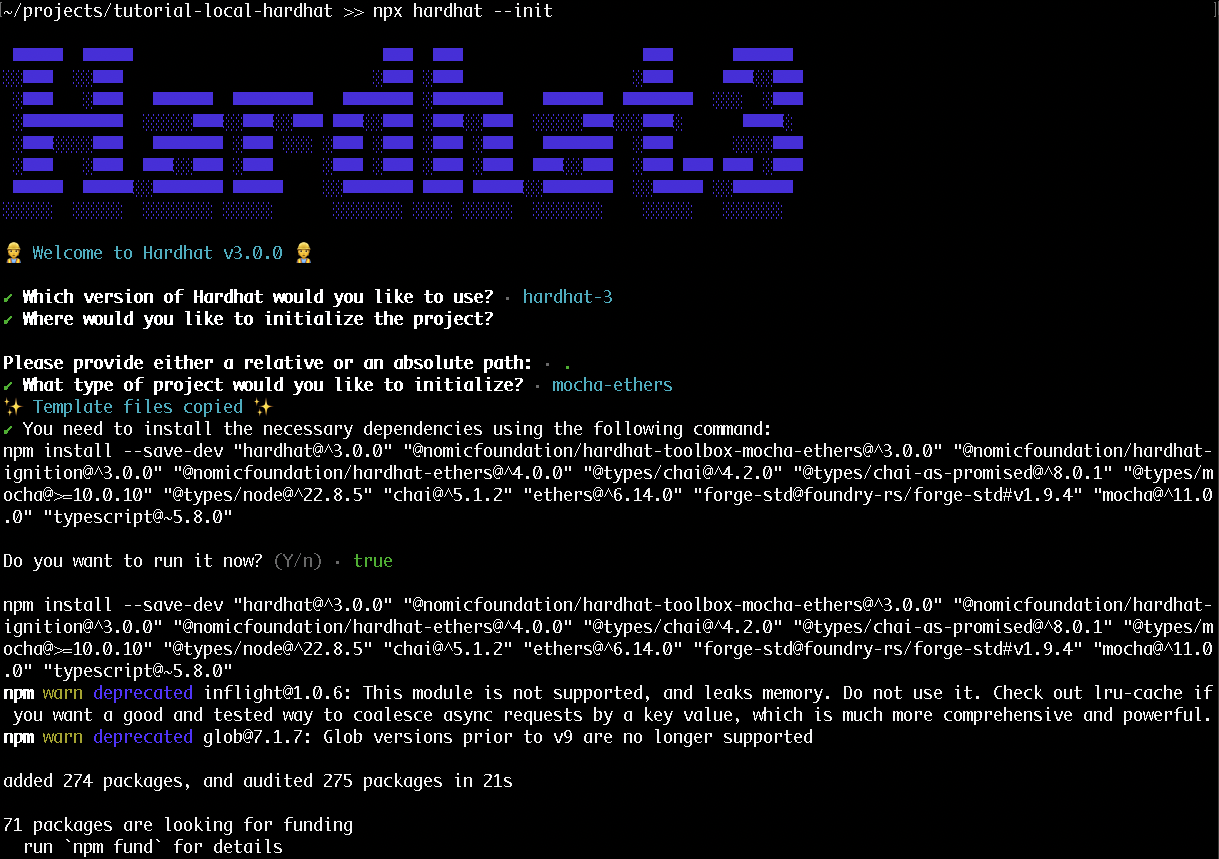 ~/projects/tutorial-local-hardhat >> npx hardhat --init
Hardhat3
👷 Welcome to Hardhat v3.0.0 👷
✔ Which version of Hardhat would you like to use? · hardhat-3
✔ Where would you like to initialize the project?
Please provide either a relative or an absolute path: · .
✔ What type of project would you like to initialize? · mocha-ethers
✨ Template files copied ✨
✔ You need to install the necessary dependencies using the following command:
npm install --save-dev "hardhat@^3.0.0" "@nomicfoundation/hardhat-toolbox-mocha-ethers@^3.0.0" "@nomicfoundation/hardhat-
ignition@^3.0.0" "@nomicfoundation/hardhat-ethers@^4.0.0" "@types/chai@^4.2.0" "@types/chai-as-promised@^8.0.1" "@types/m
ocha@>=10.0.10" "@types/node@^22.8.5" "chai@^5.1.2" "ethers@^6.14.0" "forge-std@foundry-rs/forge-std#v1.9.4" "mocha@^11.0
.0" "typescript@~5.8.0"
Do you want to run it now? (Y/n) · true
npm install --save-dev "hardhat@^3.0.0" "@nomicfoundation/hardhat-toolbox-mocha-ethers@^3.0.0" "@nomicfoundation/hardhat-
ignition@^3.0.0" "@nomicfoundation/hardhat-ethers@^4.0.0" "@types/chai@^4.2.0" "@types/chai-as-promised@^8.0.1" "@types/m
ocha@>=10.0.10" "@types/node@^22.8.5" "chai@^5.1.2" "ethers@^6.14.0" "forge-std@foundry-rs/forge-std#v1.9.4" "mocha@^11.0
.0" "typescript@~5.8.0"
npm warn deprecated inflight@1.0.6: This module is not supported, and leaks memory. Do not use it. Check out lru-cache if
you want a good and tested way to coalesce async requests by a key value, which is much more comprehensive and powerful.
npm warn deprecated glob@7.1.7: Glob versions prior to v9 are no longer supported
added 274 packages, and audited 275 packages in 21s
71 packages are looking for funding
run `npm fund` for details